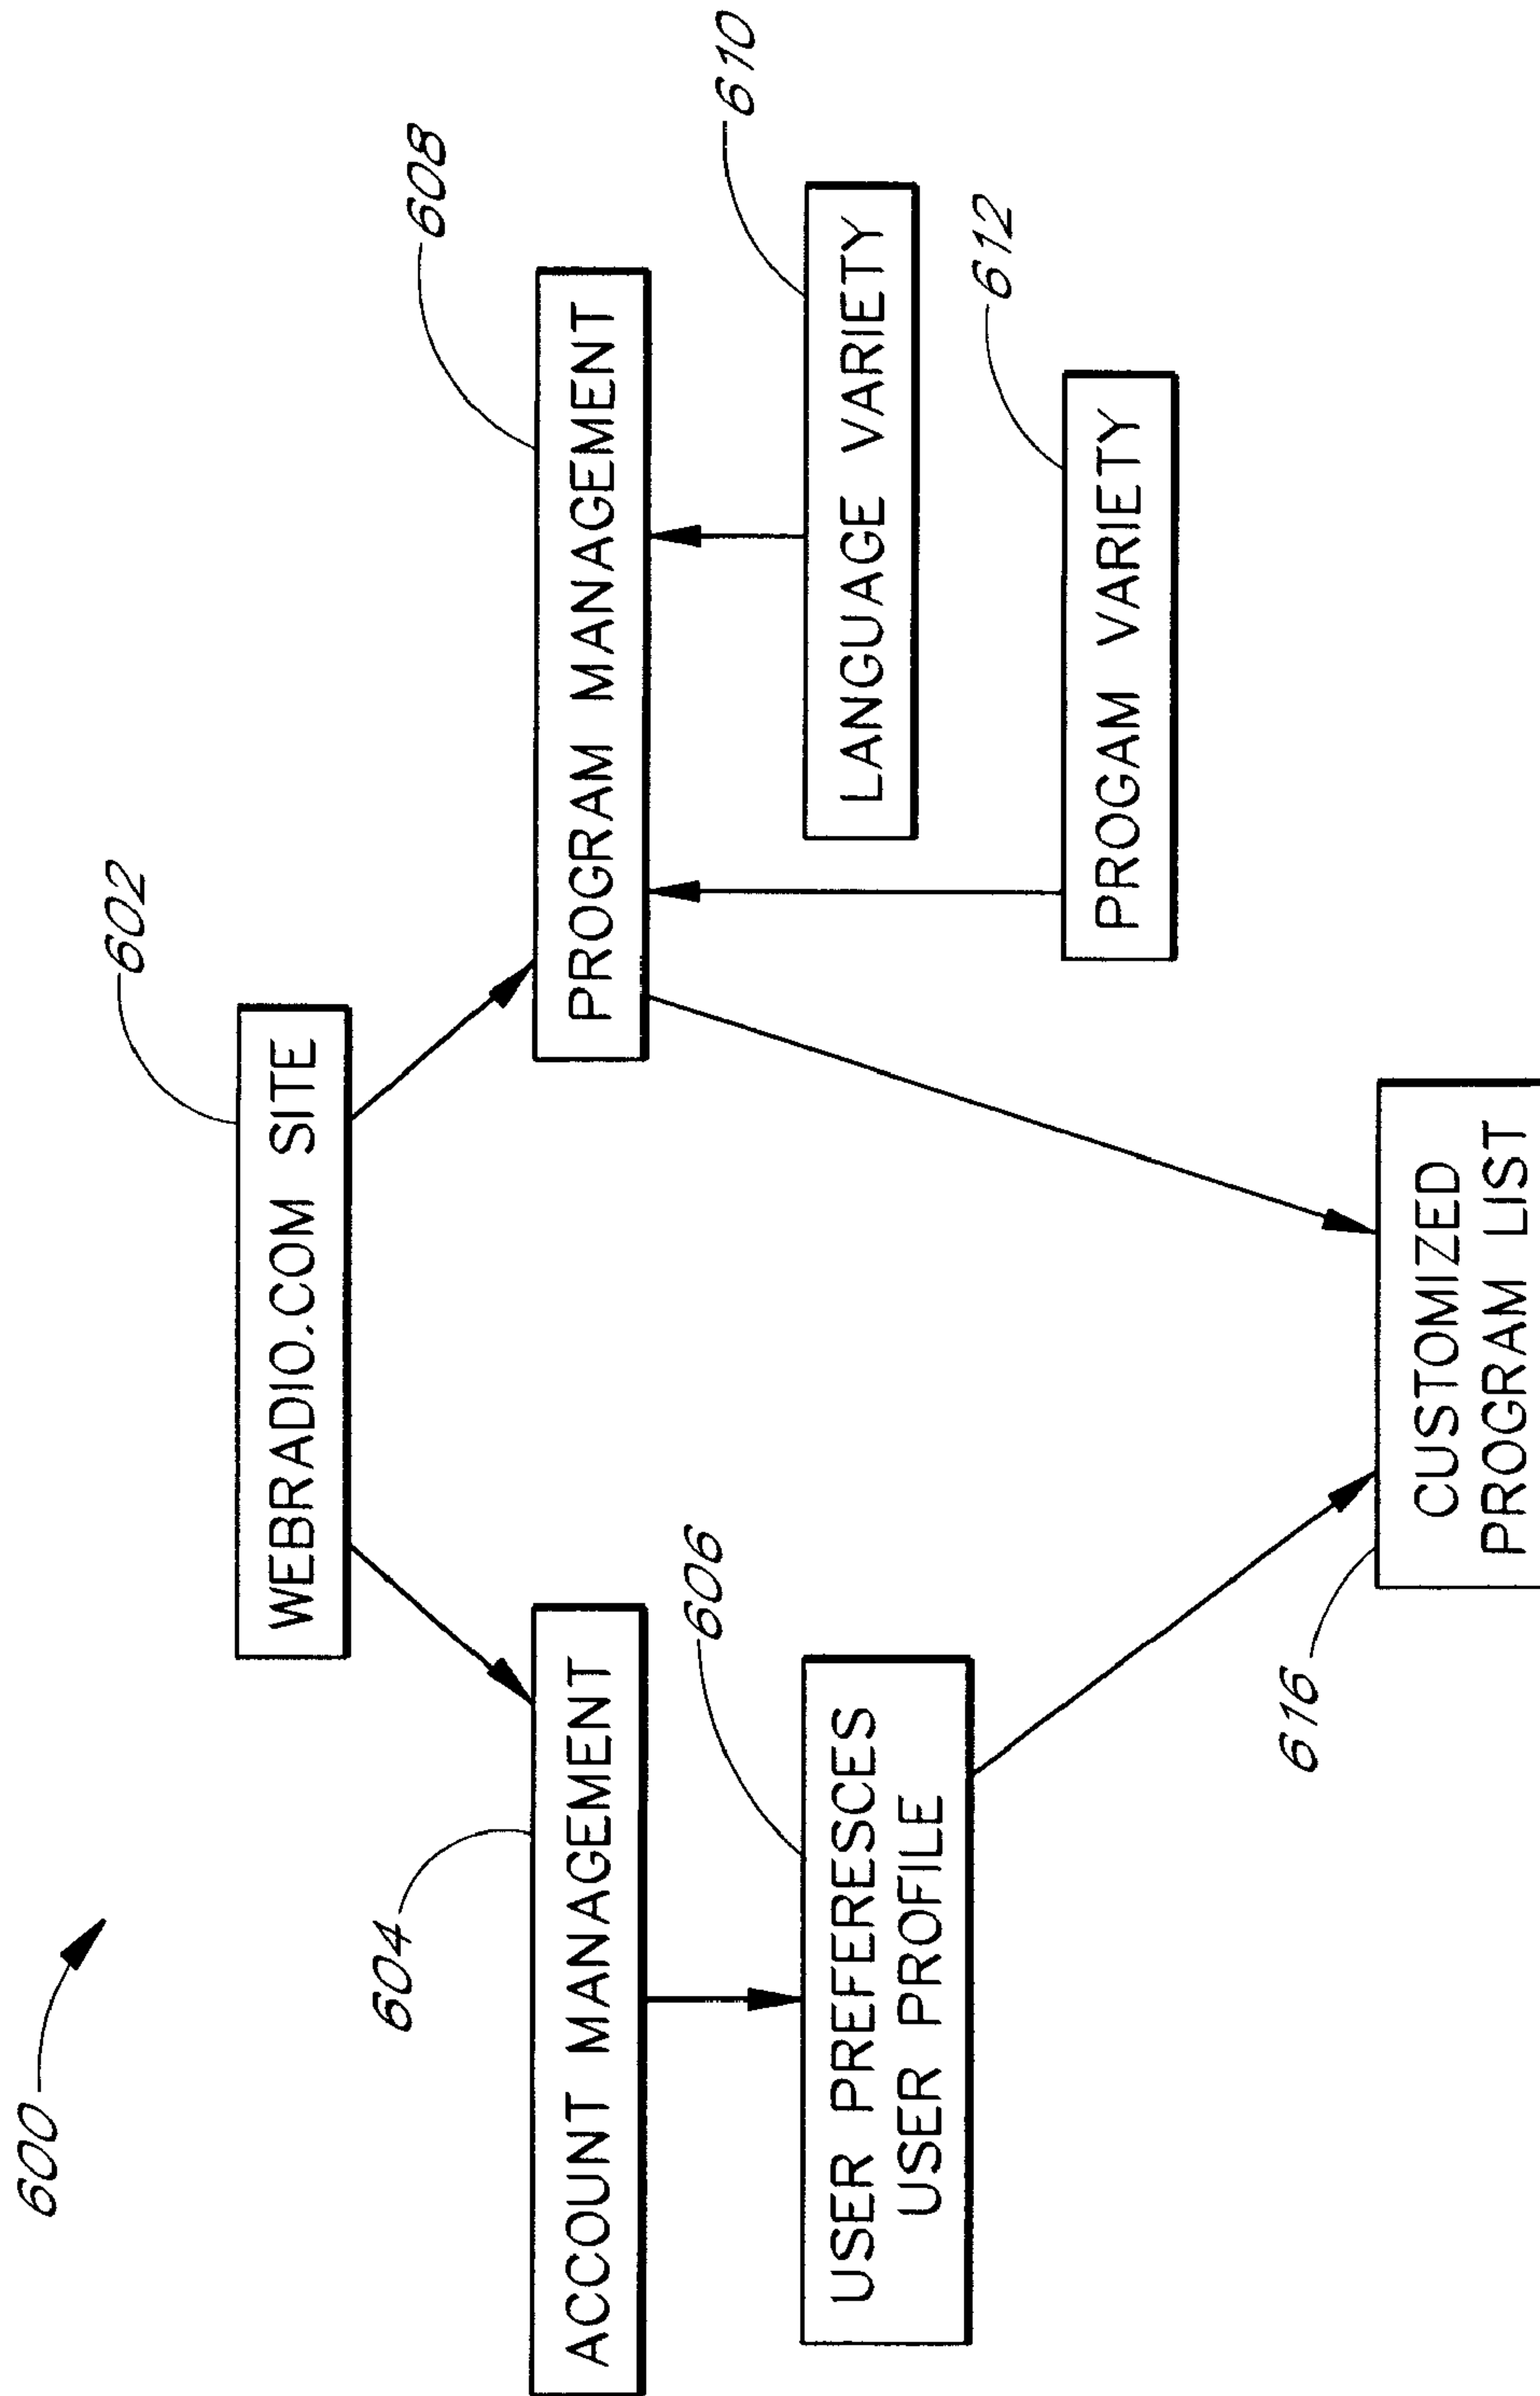 600
602
WEBRADIO.COM SITE
604
608
ACCOUNT MANAGEMENT
PROGRAM MANAGEMENT
606
610
USER PREFERESCES
USER PROFILE
LANGUAGE VARIETY
612
PROGAM VARIETY
616
CUSTOMIZED
PROGRAM LIST